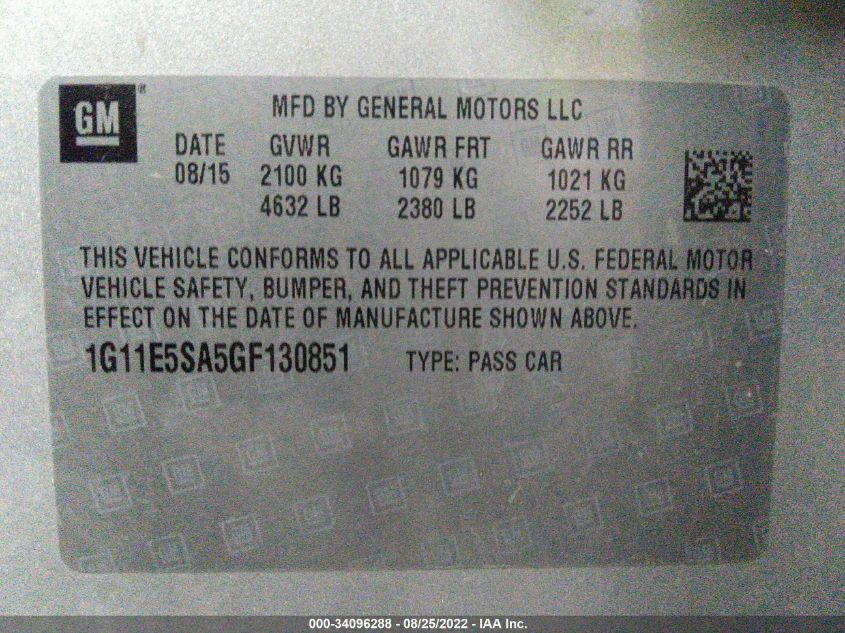 GM
MFD BY GENERAL MOTORS LLC
DATE GVWR GAWR FRT GAWR RR
08/15 2100 KG 1079 KG 1021 KG
4632 LB 2380 LB 2252 LB
THIS VEHICLE CONFORMS TO ALL APPLICABLE U.S. FEDERAL MOTOR
VEHICLE SAFETY, BUMPER, AND THEFT PREVENTION STANDARDS IN
EFFECT ON THE DATE OF MANUFACTURE SHOWN ABOVE.
1G11E5SA5GF130851 TYPE: PASS CAR
000-34096288 - 08/25/2022 - IAA Inc.